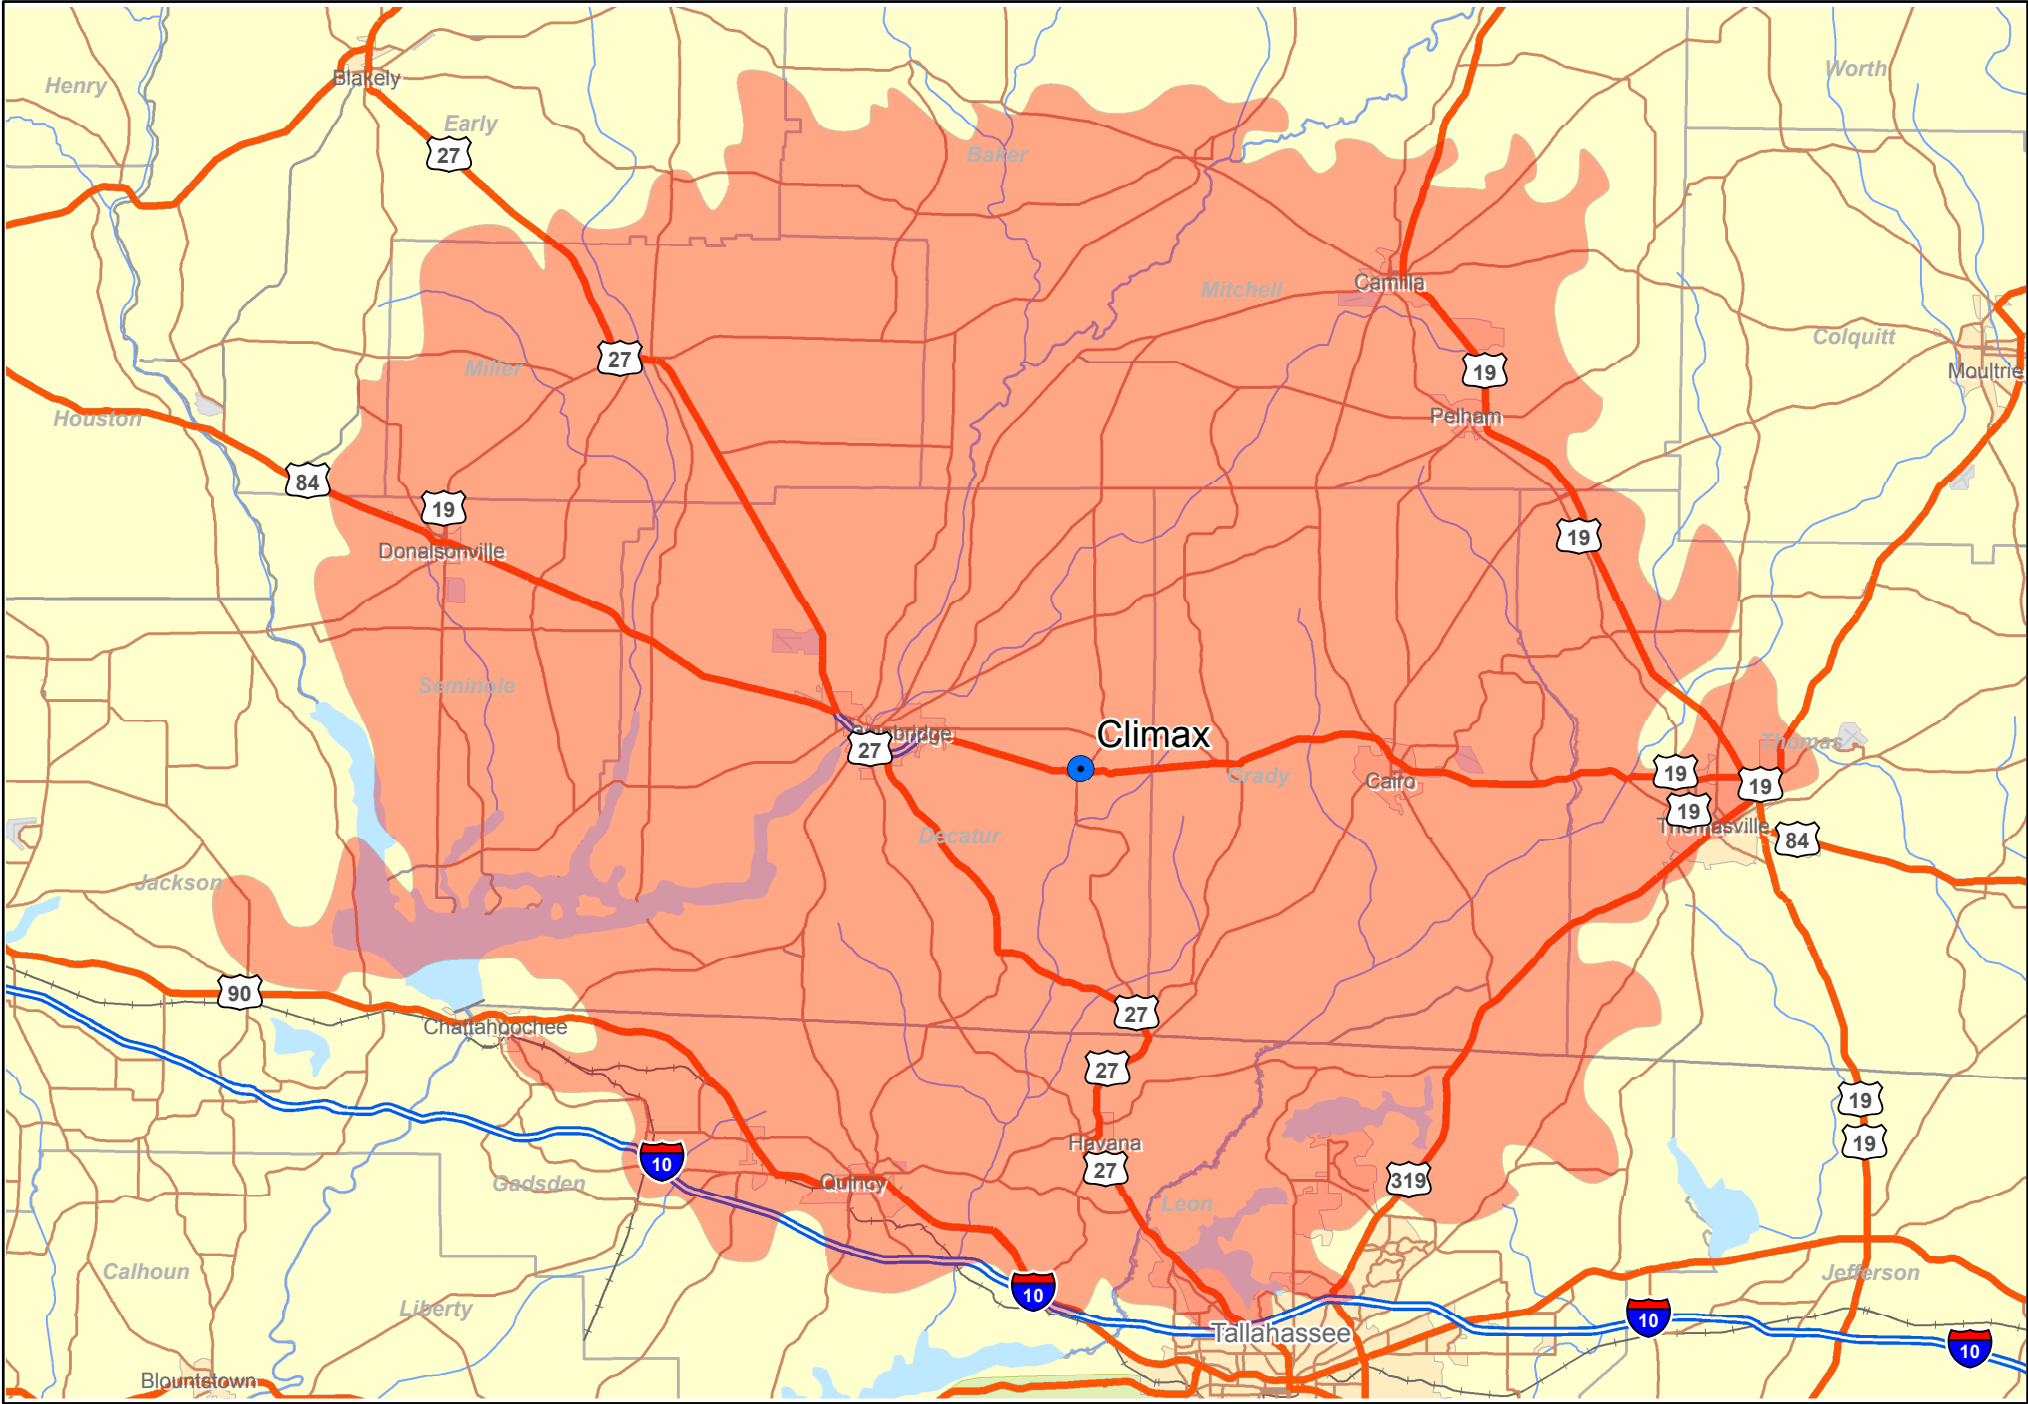 Henry
Blakely
Worth
Early
27
Baker
Camilla
Mitchell
Colquitt
27
Miller
19
Moultrie
Houston
Pelham
84
19
19
Donalsonville
Seminole
Bainbridge
27
Climax
Grady
Cairo
Thomas
19
19
19
Thomasville
84
Decatur
Jackson
90
27
Chattahoochee
27
19
19
Havana
27
10
Quincy
Gadsden
319
Leon
Calhoun
Liberty
10
Jefferson
10
10
Tallahassee
Blountstown